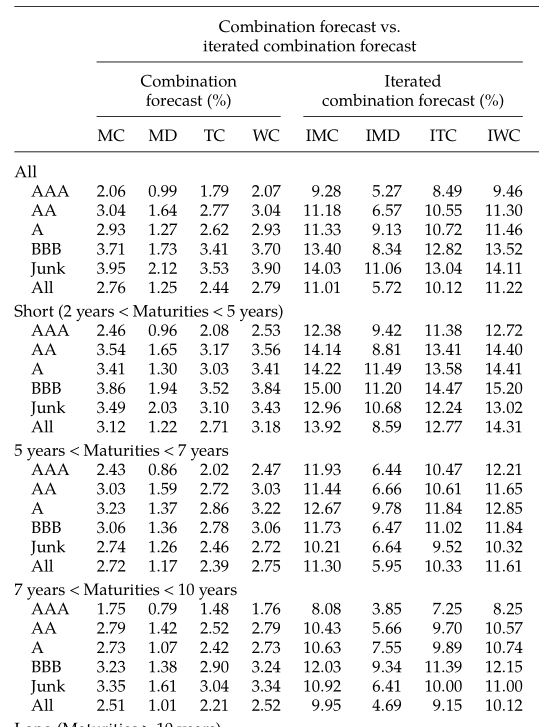 Combination forecast vs.
iterated combination forecast
Combination
forecast (%)
Iterated
combination forecast (%)
MC MD TC WC IMC IMD ITC IWC
All
AAA 2.06 0.99 1.79 2.07 9.28 5.27 8.49 9.46
AA 3.04 1.64 2.77 3.04 11.18 6.57 10.55 11.30
A 2.93 1.27 2.62 2.93 11.33 9.13 10.72 11.46
BBB 3.71 1.73 3.41 3.70 13.40 8.34 12.82 13.52
Junk 3.95 2.12 3.53 3.90 14.03 11.06 13.04 14.11
All 2.76 1.25 2.44 2.79 11.01 5.72 10.12 11.22
Short (2 years < Maturities < 5 years)
AAA 2.46 0.96 2.08 2.53 12.38 9.42 11.38 12.72
AA 3.54 1.65 3.17 3.56 14.14 8.81 13.41 14.40
A 3.41 1.30 3.03 3.41 14.22 11.49 13.58 14.41
BBB 3.86 1.94 3.52 3.84 15.00 11.20 14.47 15.20
Junk 3.49 2.03 3.10 3.43 12.96 10.68 12.24 13.02
All 3.12 1.22 2.71 3.18 13.92 8.59 12.77 14.31
5 years < Maturities < 7 years
AAA 2.43 0.86 2.02 2.47 11.93 6.44 10.47 12.21
AA 3.03 1.59 2.72 3.03 11.44 6.66 10.61 11.65
A 3.23 1.37 2.86 3.22 12.67 9.78 11.84 12.85
BBB 3.06 1.36 2.78 3.06 11.73 6.47 11.02 11.84
Junk 2.74 1.26 2.46 2.72 10.21 6.64 9.52 10.32
All 2.72 1.17 2.39 2.75 11.30 5.95 10.33 11.61
7 years < Maturities < 10 years
AAA 1.75 0.79 1.48 1.76 8.08 3.85 7.25 8.25
AA 2.79 1.42 2.52 2.79 10.43 5.66 9.70 10.57
A 2.73 1.07 2.42 2.73 10.63 7.55 9.89 10.74
BBB 3.23 1.38 2.90 3.24 12.03 9.34 11.39 12.15
Junk 3.35 1.61 3.04 3.34 10.92 6.41 10.00 11.00
All 2.51 1.01 2.21 2.52 9.95 4.69 9.15 10.12